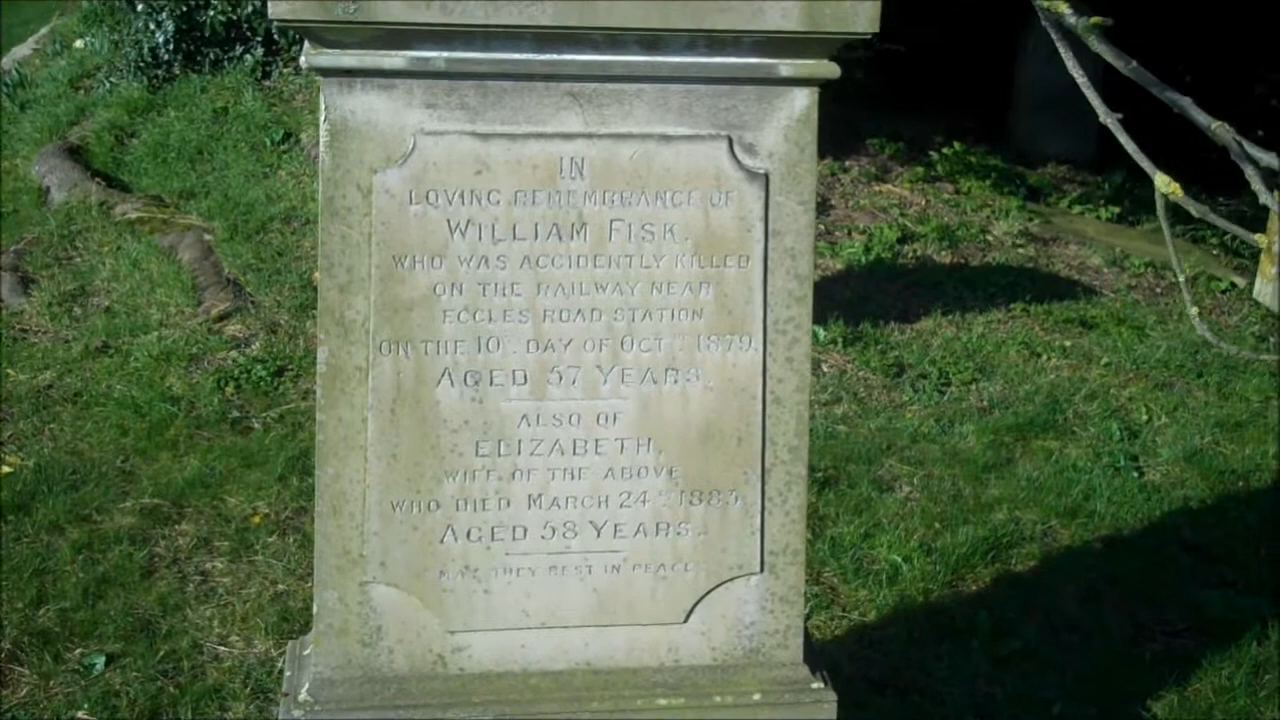 IN
LOVING REMEMBRANCE OF
WILLIAM FISK.
WHO WAS ACCIDENTLY KILLED
ON THE RAILWAY NEAR
ECCLES ROAD STATION
ON THE 10TH DAY OF OCTR 1879.
AGED 57 YEARS.
ALSO OF
ELIZABETH,
WIFE OF THE ABOVE
WHO DIED MARCH 24TH 1883,
AGED 58 YEARS.
MAY THEY REST IN PEACE